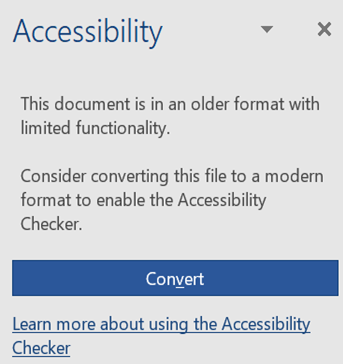 Accessibility
This document is in an older format with
limited functionality.
Consider converting this file to a modern
format to enable the Accessibility
Checker.
Convert
Learn more about using the Accessibility
Checker